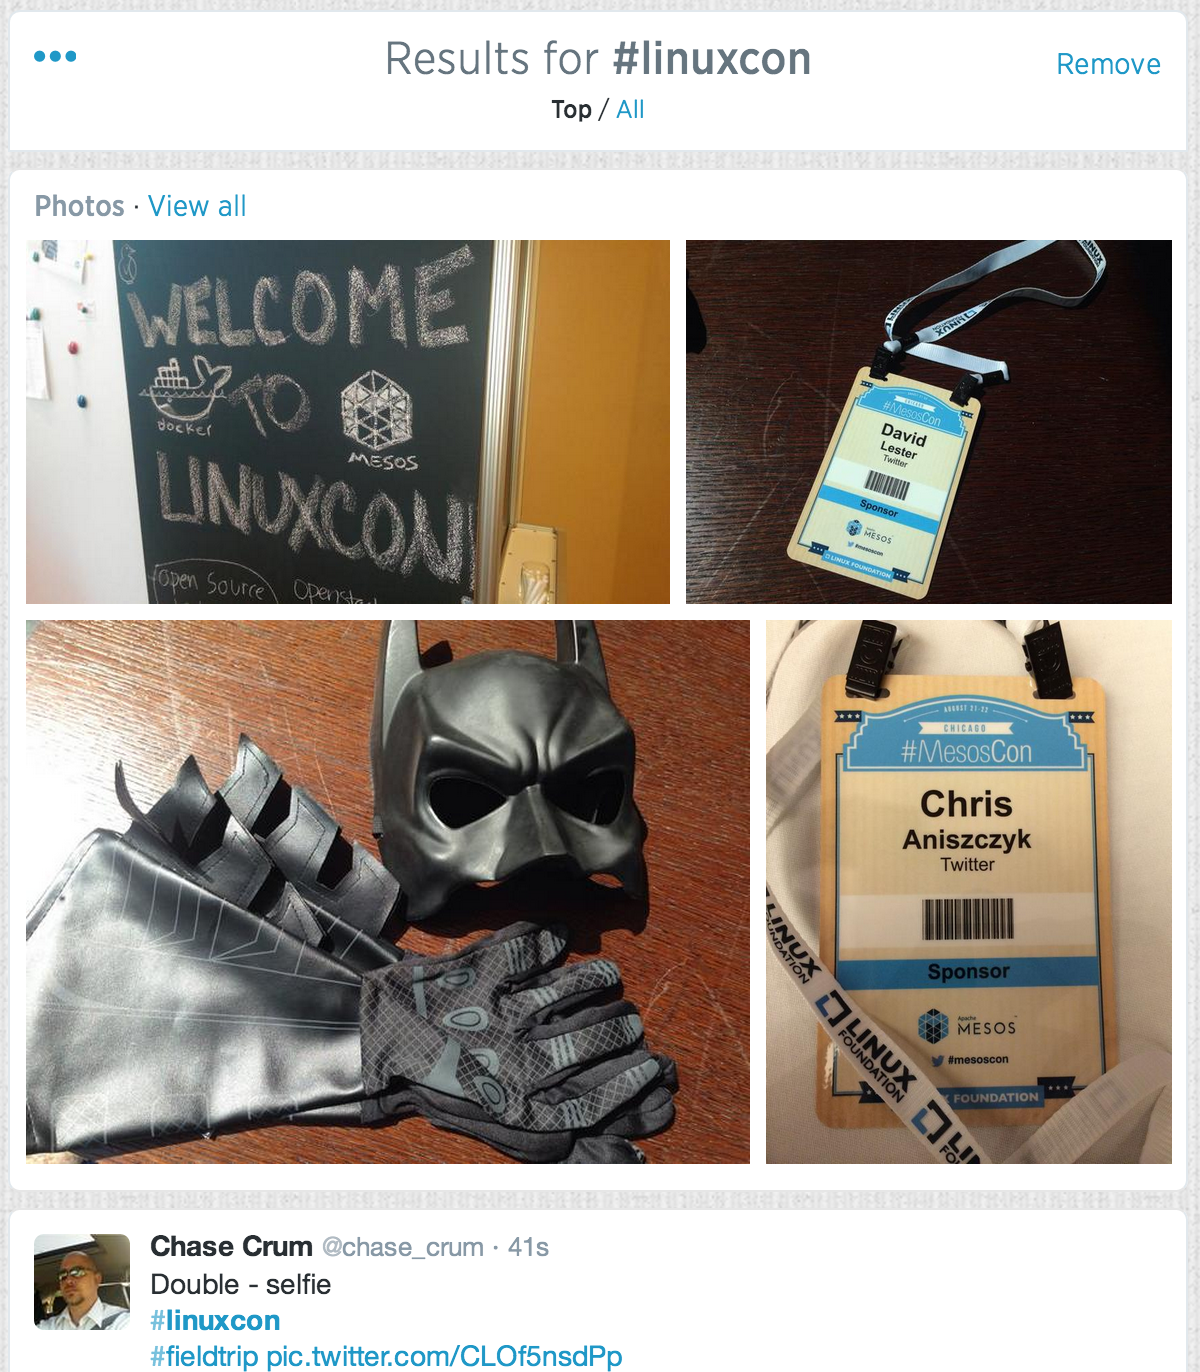 Results for #linuxcon
Remove
Top / All
Photos · View all
WELCOME
TO
docker
MESOS
LINUXCON!
open source
CHICAGO
#MesosCon
David
Lester
Twitter
Sponsor
MESOS
#mesoscon
LINUX FOUNDATION
LINUX
AUGUST 21-22
CHICAGO
#MesosCon
Chris
Aniszczyk
Twitter
Sponsor
Apache
MESOS
#mesoscon
FOUNDATION
LINUX
FOUNDATION
LINUX
FOUNDATION
Chase Crum @chase_crum · 41s
Double - selfie
#linuxcon
#fieldtrip pic.twitter.com/CLOf5nsdPp